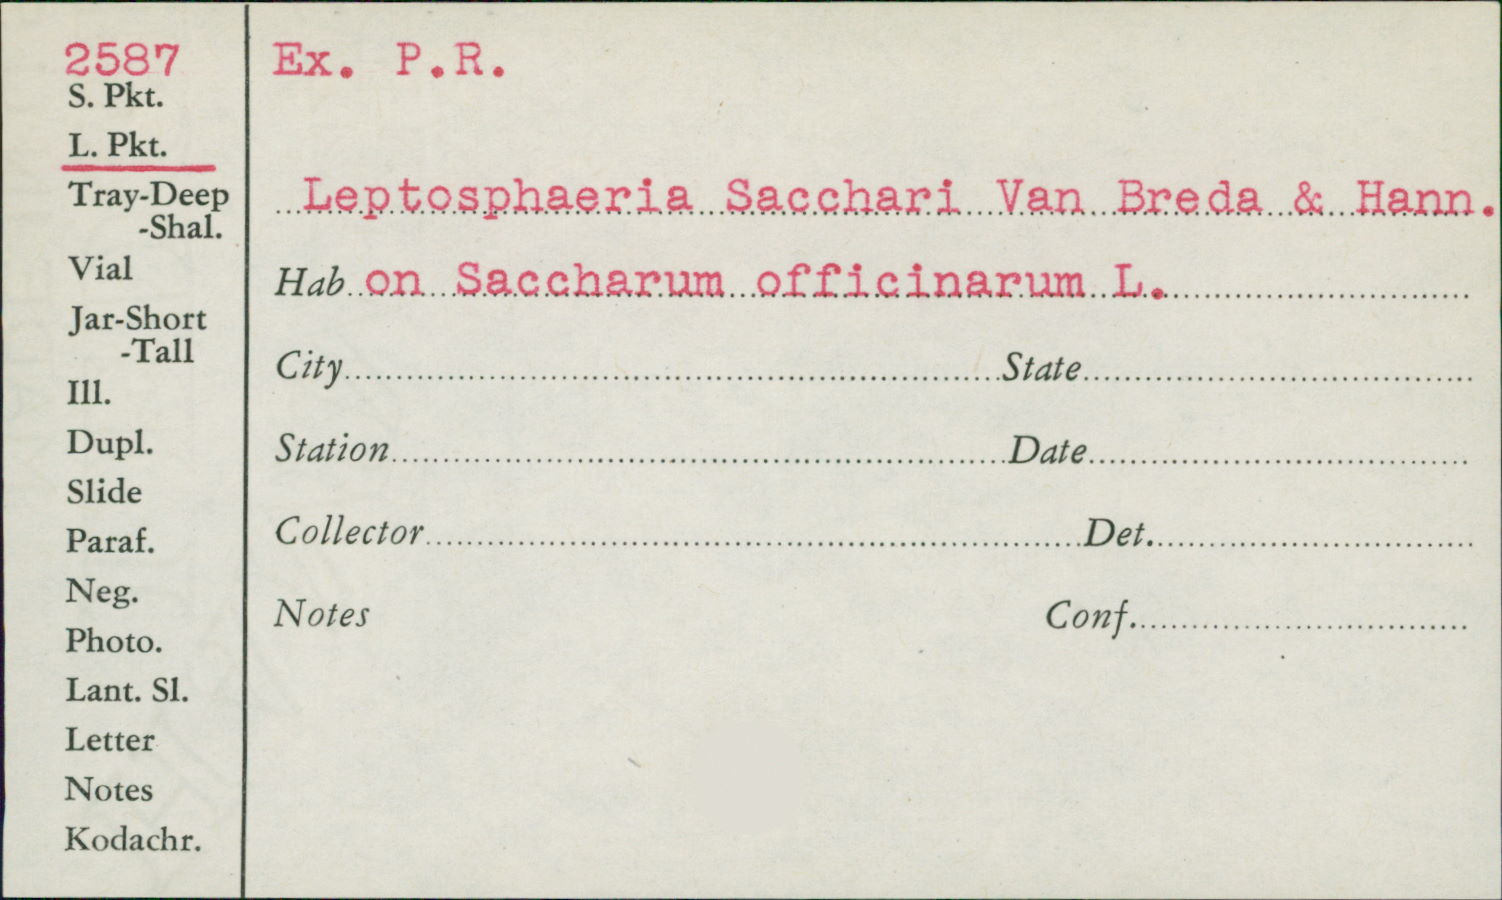 2587
S. Pkt.
L. Pkt.
Tray-Deep
-Shal.
Vial
Jar-Short
-Tall
Ill.
Dupl.
Slide
Paraf.
Neg.
Photo.
Lant. Sl.
Letter
Notes
Kodachr.
Ex. P.R.
Leptosphaeria Sacchari Van Breda & Hann.
Hab on Saccharum officinarum L.
City State
Station Date
Collector Det.
Notes Conf.